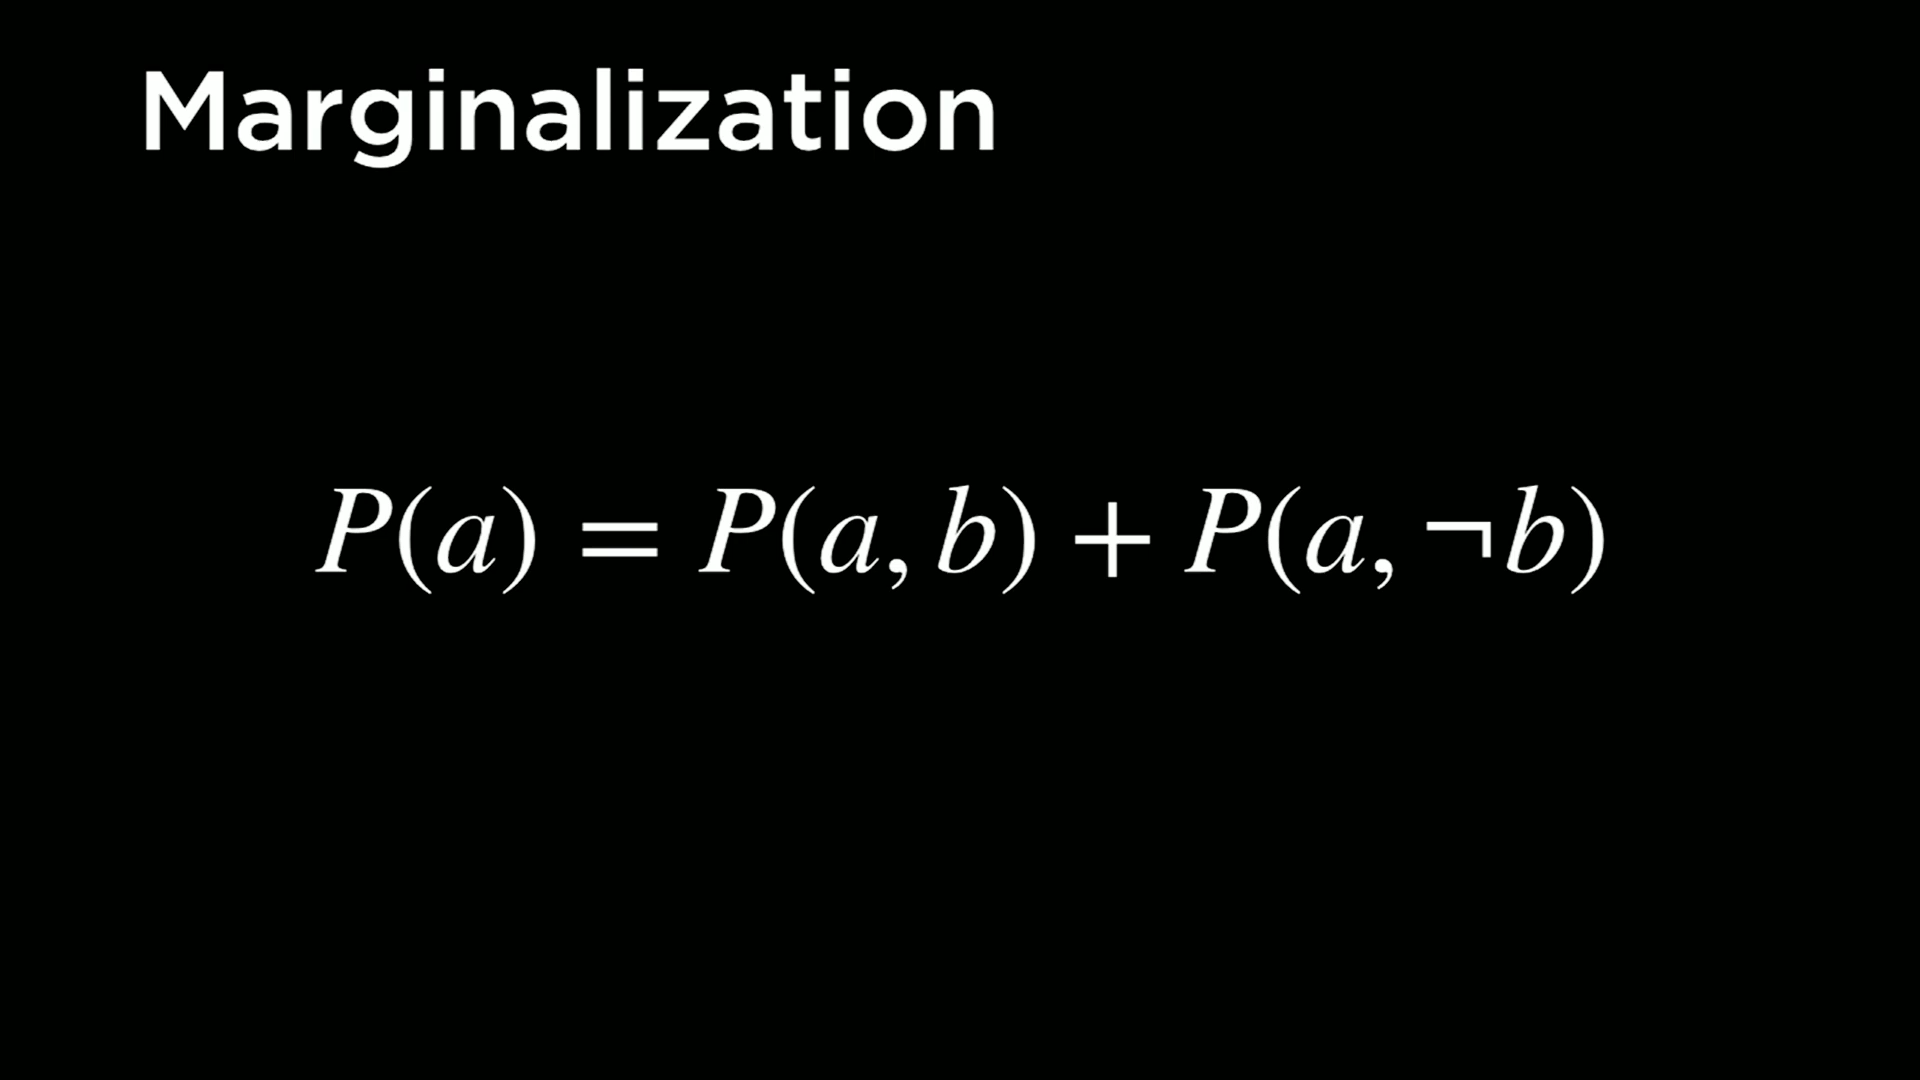 Marginalization
P(a) = P(a, b) + P(a, ¬b)